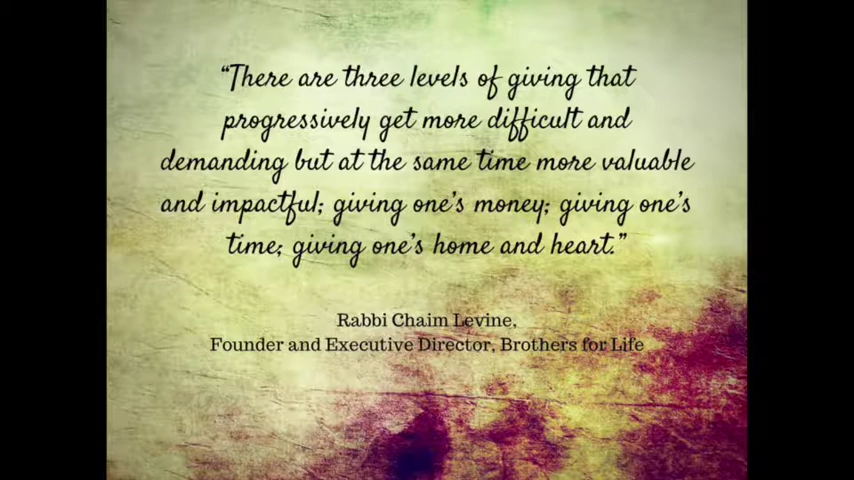 “There are three levels of giving that
progressively get more difficult and
demanding but at the same time more valuable
and impactful; giving one’s money; giving one’s
time; giving one’s home and heart.”
Rabbi Chaim Levine,
Founder and Executive Director, Brothers for Life